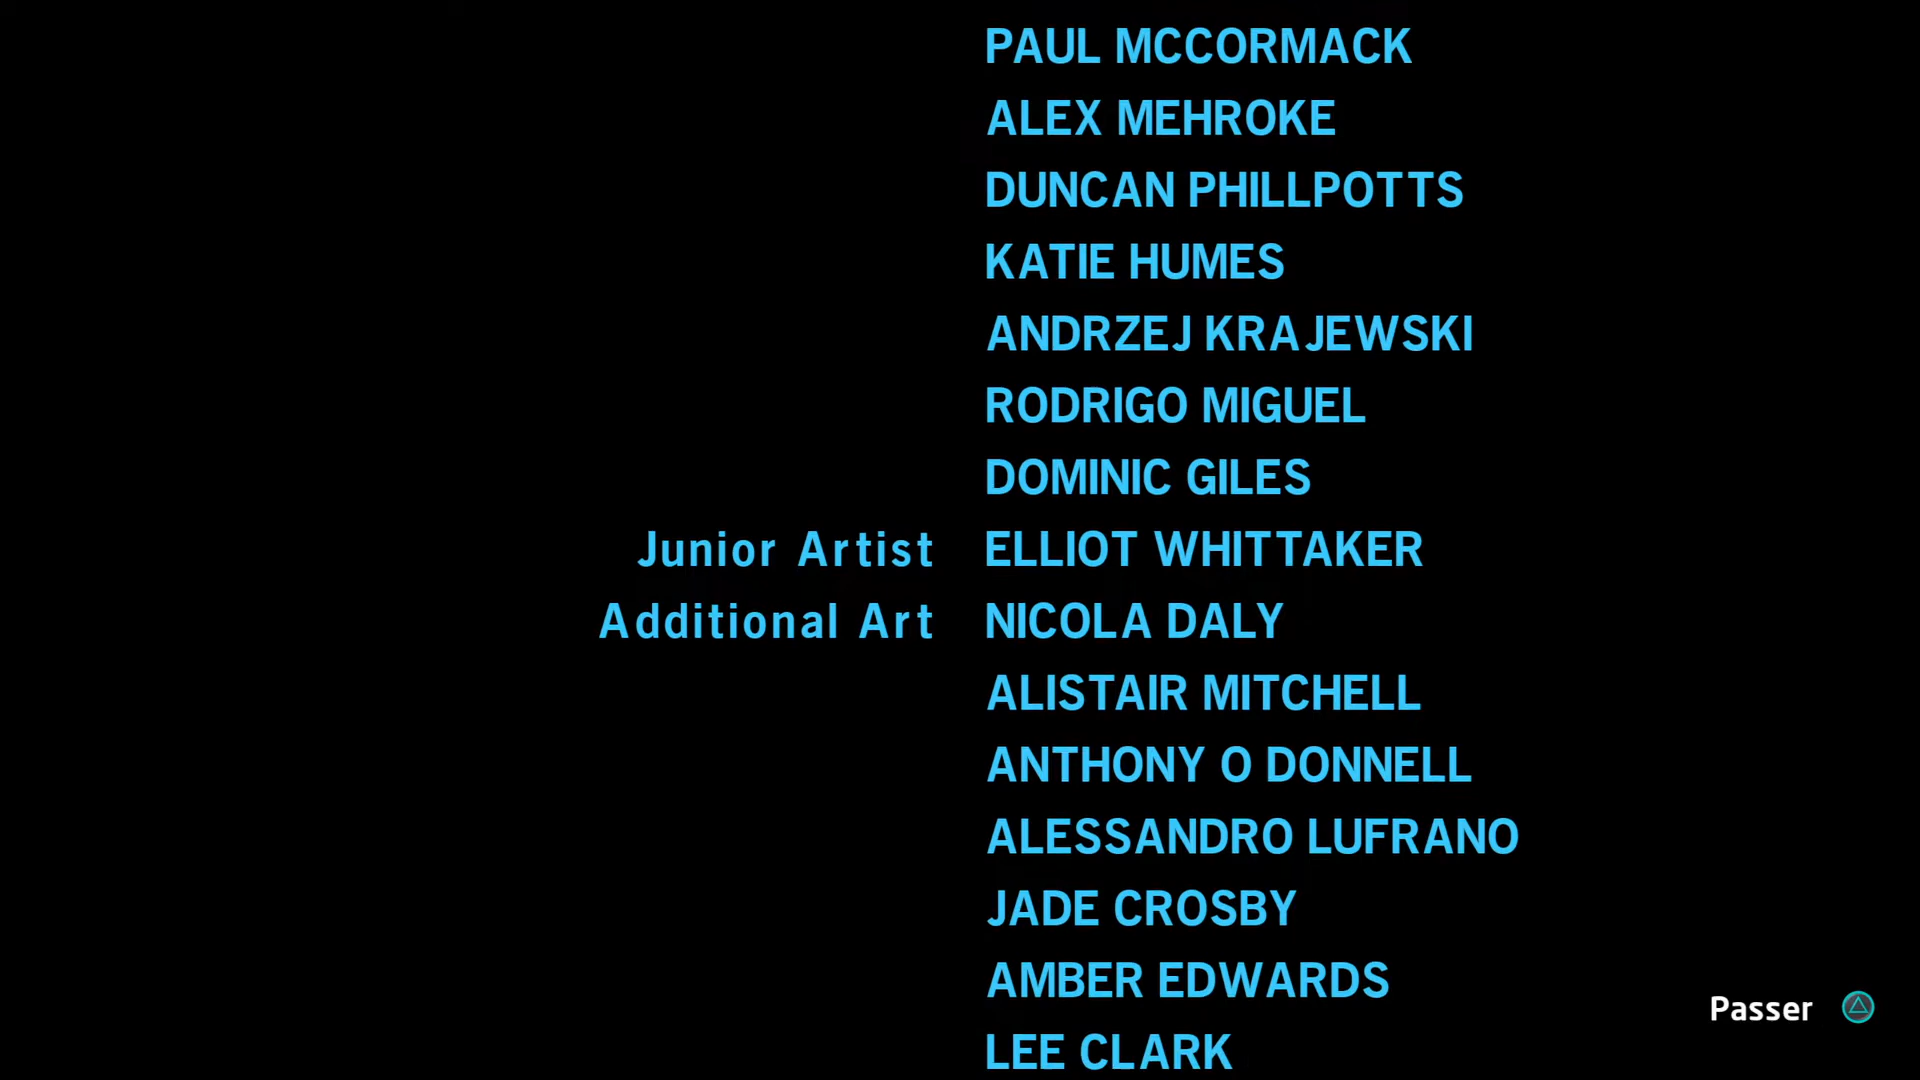 PAUL MCCORMACK
ALEX MEHROKE
DUNCAN PHILLPOTTS
KATIE HUMES
ANDRZEJ KRAJEWSKI
RODRIGO MIGUEL
DOMINIC GILES
Junior Artist ELLIOT WHITTAKER
Additional Art NICOLA DALY
ALISTAIR MITCHELL
ANTHONY O DONNELL
ALESSANDRO LUFRANO
JADE CROSBY
AMBER EDWARDS
Passer
LEE CLARK